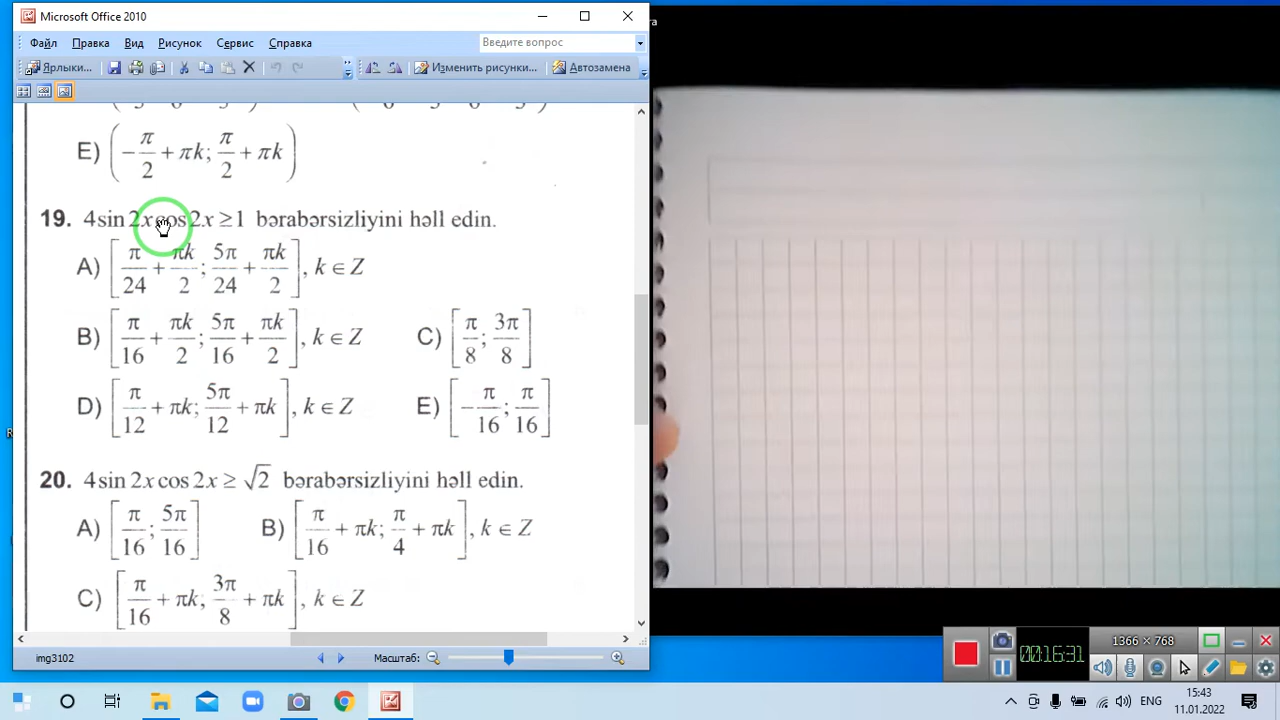 Microsoft Office 2010
Файл Правка Вид Рисунок Сервис Справка
Введите вопрос
Ярлыки... Изменить рисунки... Автозамена
E) (-π/2 + πk; π/2 + πk)
19. 4sin 2x cos 2x ≥ 1 bərabərsizliyini həll edin.
A) [π/24 + πk/2; 5π/24 + πk/2], k ∈ Z
B) [π/16 + πk/2; 5π/16 + πk/2], k ∈ Z C) [π/8; 3π/8]
D) [π/12 + πk; 5π/12 + πk], k ∈ Z E) [-π/16; π/16]
20. 4sin 2x cos 2x ≥ √2 bərabərsizliyini həll edin.
A) [π/16; 5π/16] B) [π/16 + πk; π/4 + πk], k ∈ Z
C) [π/16 + πk; 3π/8 + πk], k ∈ Z
img3102 Масштаб:
1366 × 768
00:16:31
ENG
15:43
11.01.2022